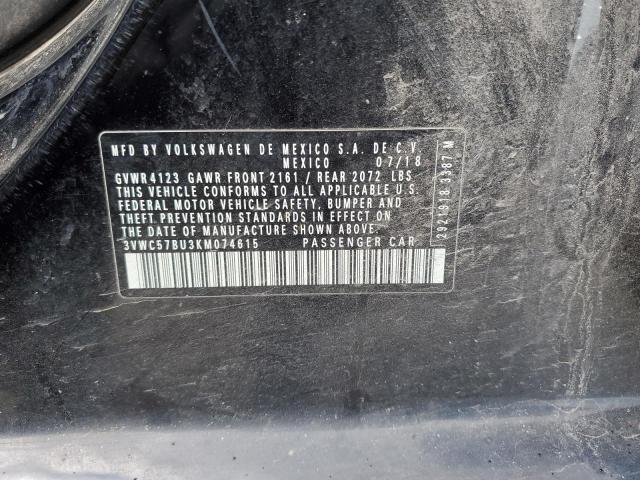 MFD BY VOLKSWAGEN DE MEXICO S.A. DE C.V.
MEXICO 07/18
GVWR4123 GAWR FRONT 2161 / REAR 2072 LBS
THIS VEHICLE CONFORMS TO ALL APPLICABLE U.S.
FEDERAL MOTOR VEHICLE SAFETY, BUMPER AND
THEFT PREVENTION STANDARDS IN EFFECT ON
THE DATE OF MANUFACTURE SHOWN ABOVE.
3VWC57BU3KM074615 PASSENGER CAR
2921918 3387 M